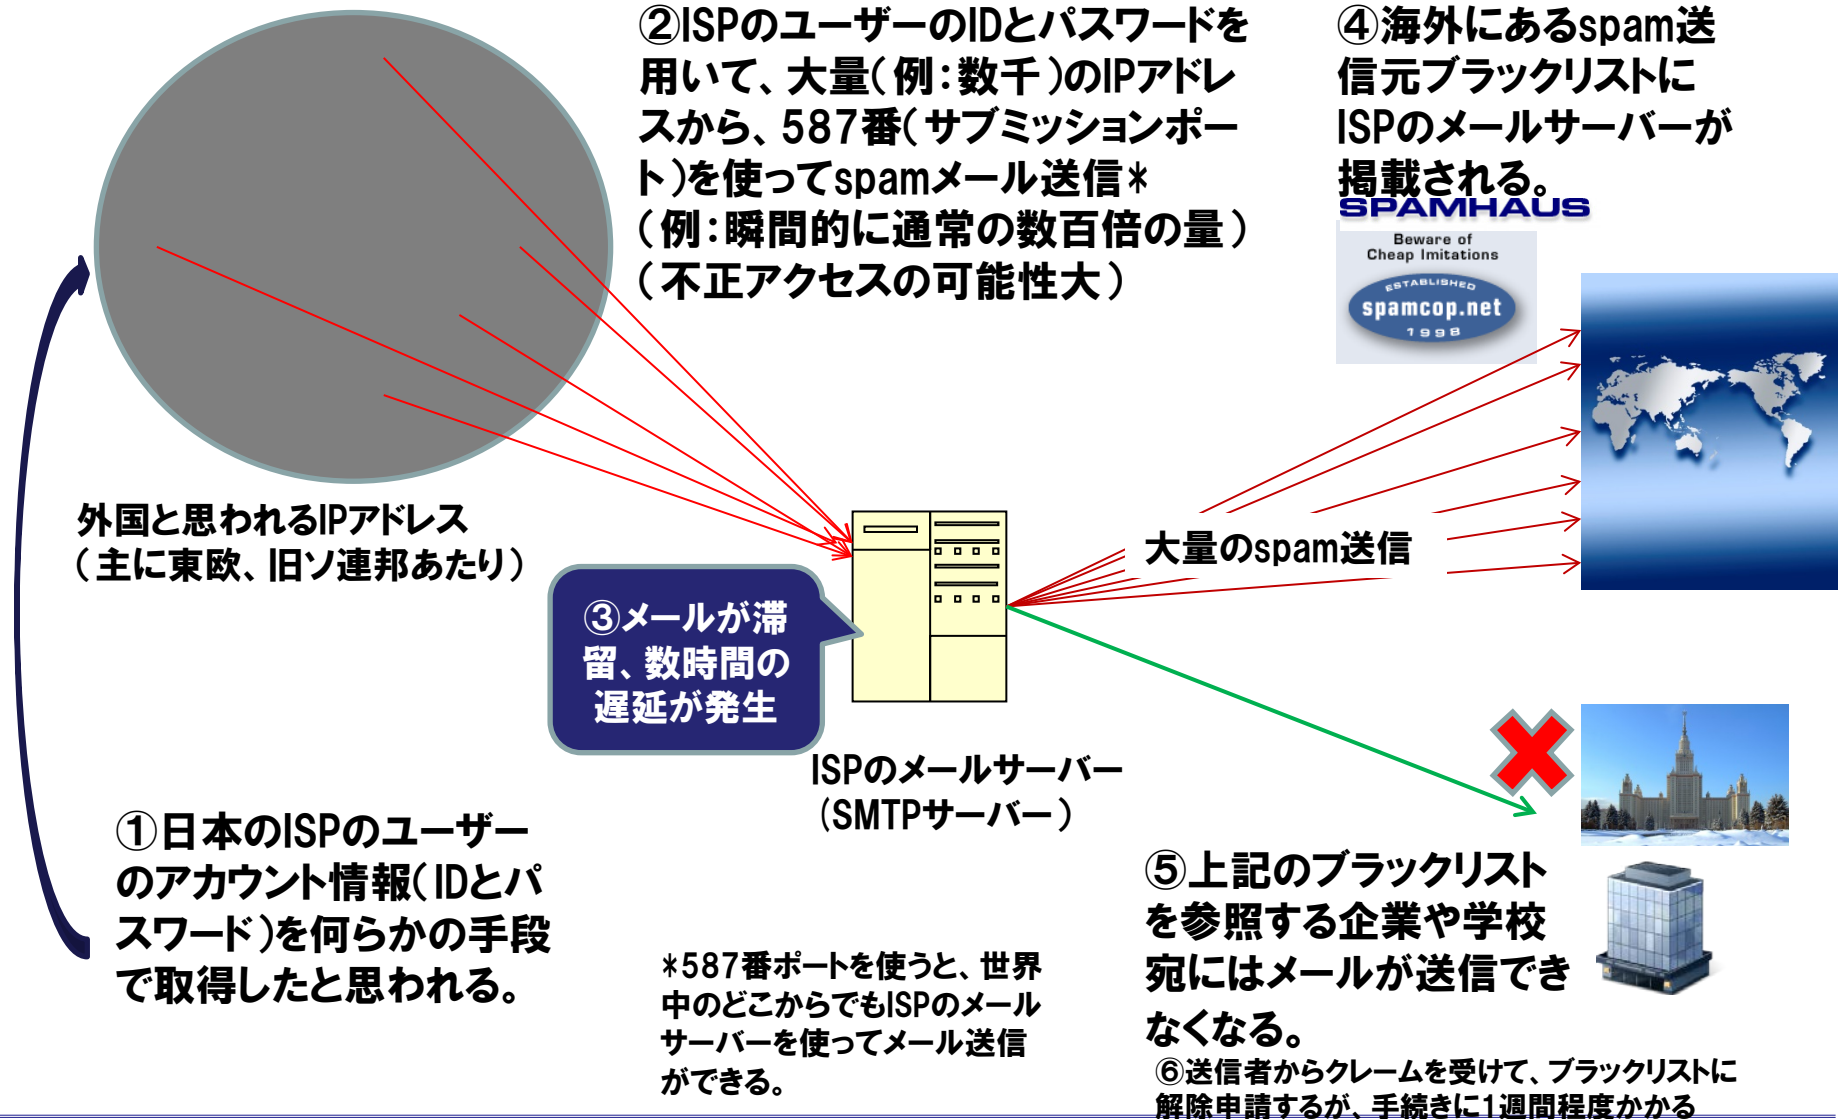 ②ISPのユーザーのIDとパスワードを
用いて、大量(例:数千)のIPアドレ
スから、587番(サブミッションポー
ト)を使ってspamメール送信*
(例:瞬間的に通常の数百倍の量)
(不正アクセスの可能性大)
④海外にあるspam送
信元ブラックリストに
ISPのメールサーバーが
掲載される。
SPAMHAUS
Beware of
Cheap Imitations
ESTABLISHED
spamcop.net
1998
外国と思われるIPアドレス
(主に東欧、旧ソ連邦あたり)
大量のspam送信
③メールが滞
留、数時間の
遅延が発生
ISPのメールサーバー
(SMTPサーバー)
①日本のISPのユーザー
のアカウント情報(IDとパ
スワード)を何らかの手段
で取得したと思われる。
*587番ポートを使うと、世界
中のどこからでもISPのメール
サーバーを使ってメール送信
ができる。
⑤上記のブラックリスト
を参照する企業や学校
宛にはメールが送信でき
なくなる。
⑥送信者からクレームを受けて、ブラックリストに
解除申請するが、手続きに1週間程度かかる